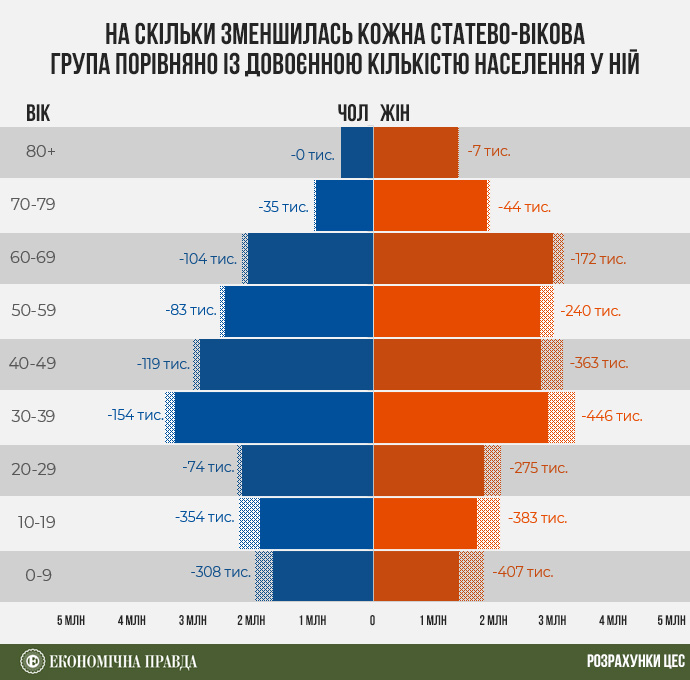 НА СКІЛЬКИ ЗМЕНШИЛАСЬ КОЖНА СТАТЕВО-ВІКОВА
ГРУПА ПОРІВНЯНО ІЗ ДОВОЄННОЮ КІЛЬКІСТЮ НАСЕЛЕННЯ У НІЙ
ВІК ЧОЛ ЖІН
80+ -0 тис. -7 тис.
70-79 -35 тис. -44 тис.
60-69 -104 тис. -172 тис.
50-59 -83 тис. -240 тис.
40-49 -119 тис. -363 тис.
30-39 -154 тис. -446 тис.
20-29 -74 тис. -275 тис.
10-19 -354 тис. -383 тис.
0-9 -308 тис. -407 тис.
5 МЛН 4 МЛН 3 МЛН 2 МЛН 1 МЛН 0 1 МЛН 2 МЛН 3 МЛН 4 МЛН 5 МЛН
ЕКОНОМІЧНА ПРАВДА РОЗРАХУНКИ ЦЕС